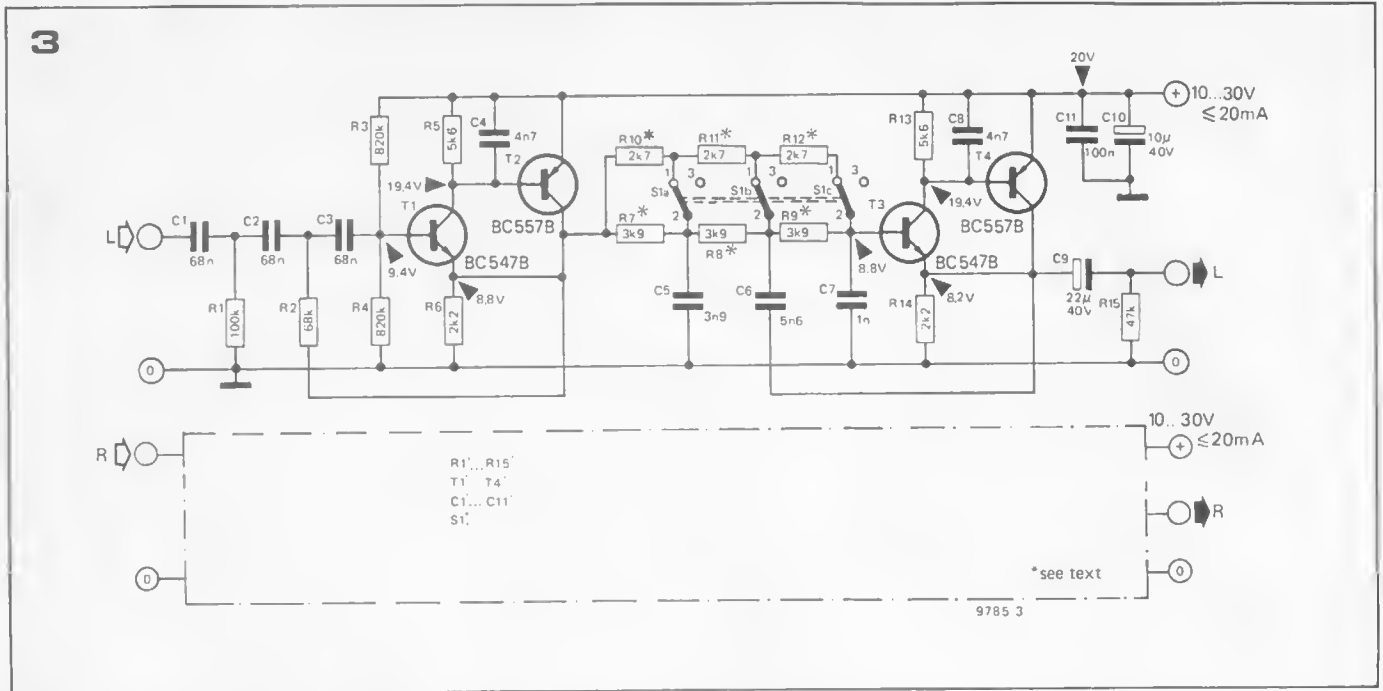 3
20V
10...30V
≤20mA
R3
820k
R5
5k6
C4
4n7
T2
R10*
2k7
R11*
2k7
R12*
2k7
R13
5k6
C8
4n7
T4
C11
100n
C10
10µ
40V
1
3
1
3
1
3
S1a
S1b
S1c
2
2
2
19,4V
T1
BC557B
R7*
3k9
R8*
R9*
3k9
T3
19.4V
BC557B
L
C1
68n
C2
68n
C3
68n
9.4V
BC547B
8,8V
8.8V
BC547B
8,2V
C9
22µ
40V
L
R1
100k
R2
68k
R4
820k
R6
2k2
C5
3n9
C6
5n6
C7
1n
R14
2k2
R15
47k
0
0
R
10...30V
≤20mA
R1'...R15'
T1' T4'
C1'...C11'
S1'
R
0
*see text
0
9785 3